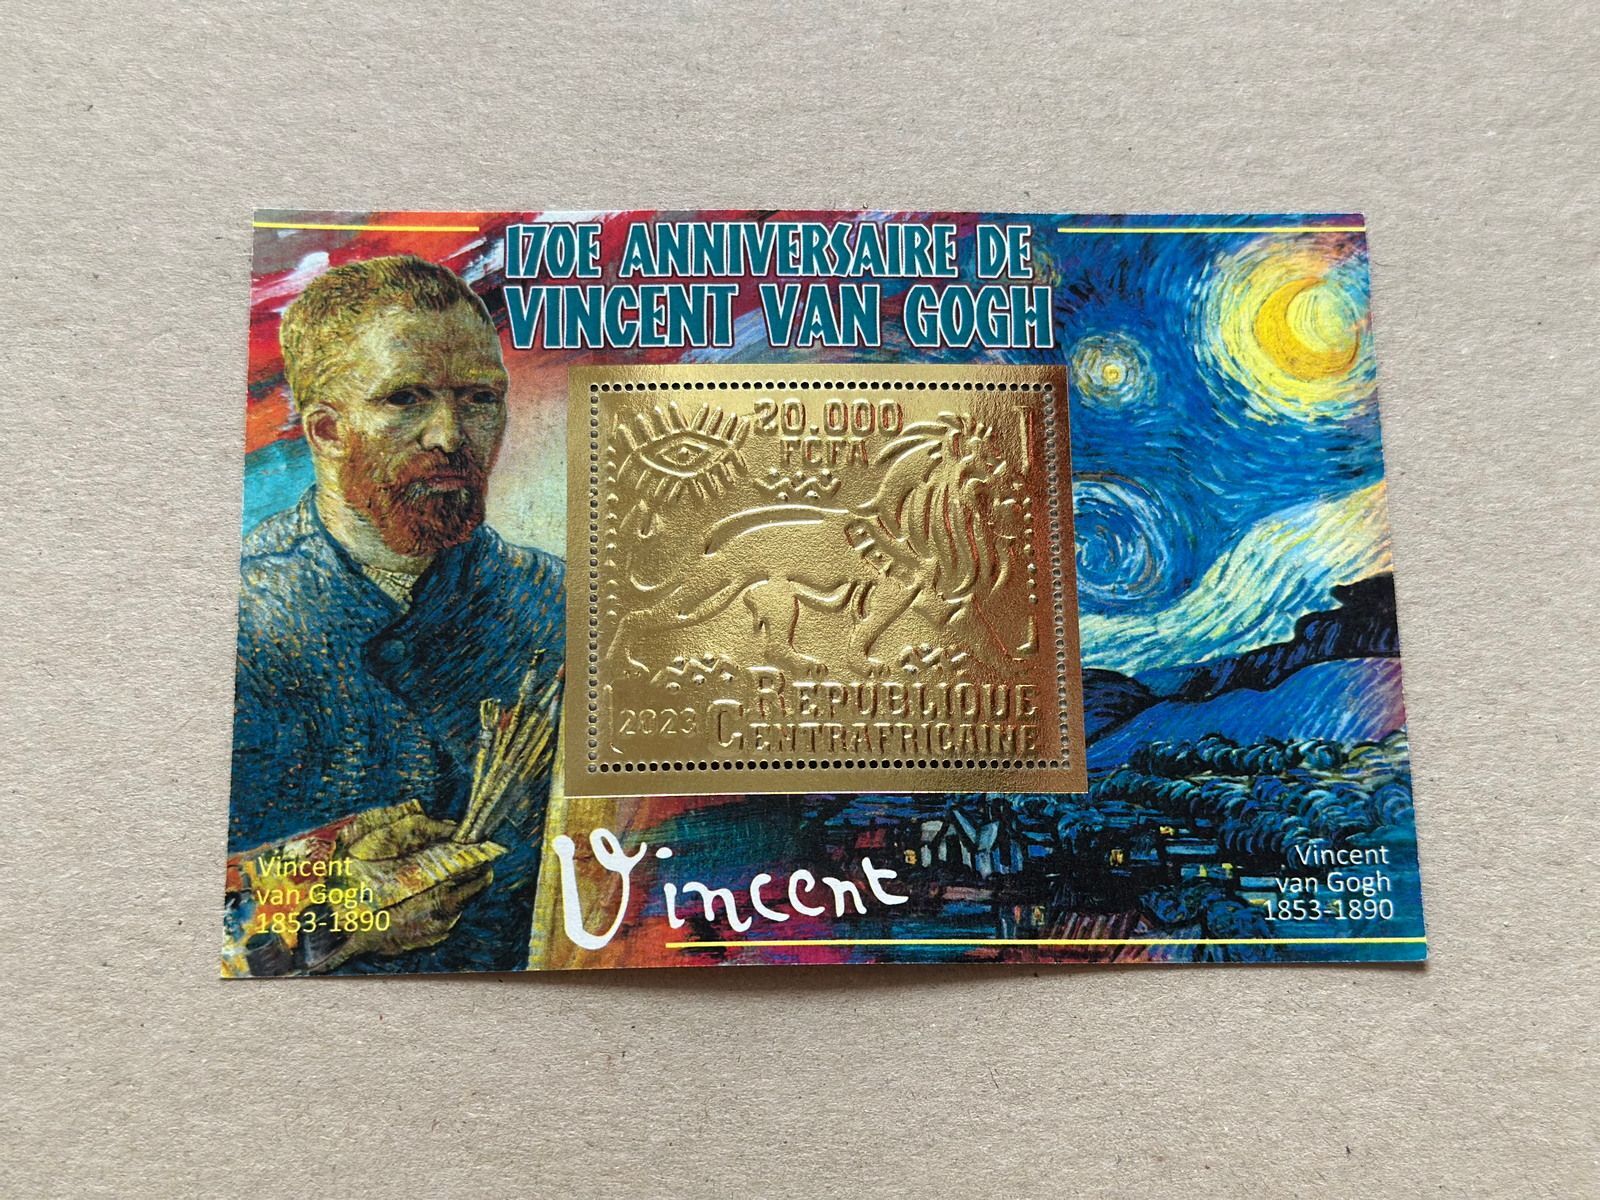 170E ANNIVERSAIRE DE
VINCENT VAN GOGH
20.000
FCFA
2023
REPUBLIQUE
CENTRAFRICAINE
Vincent
Vincent
van Gogh
1853-1890
Vincent
van Gogh
1853-1890